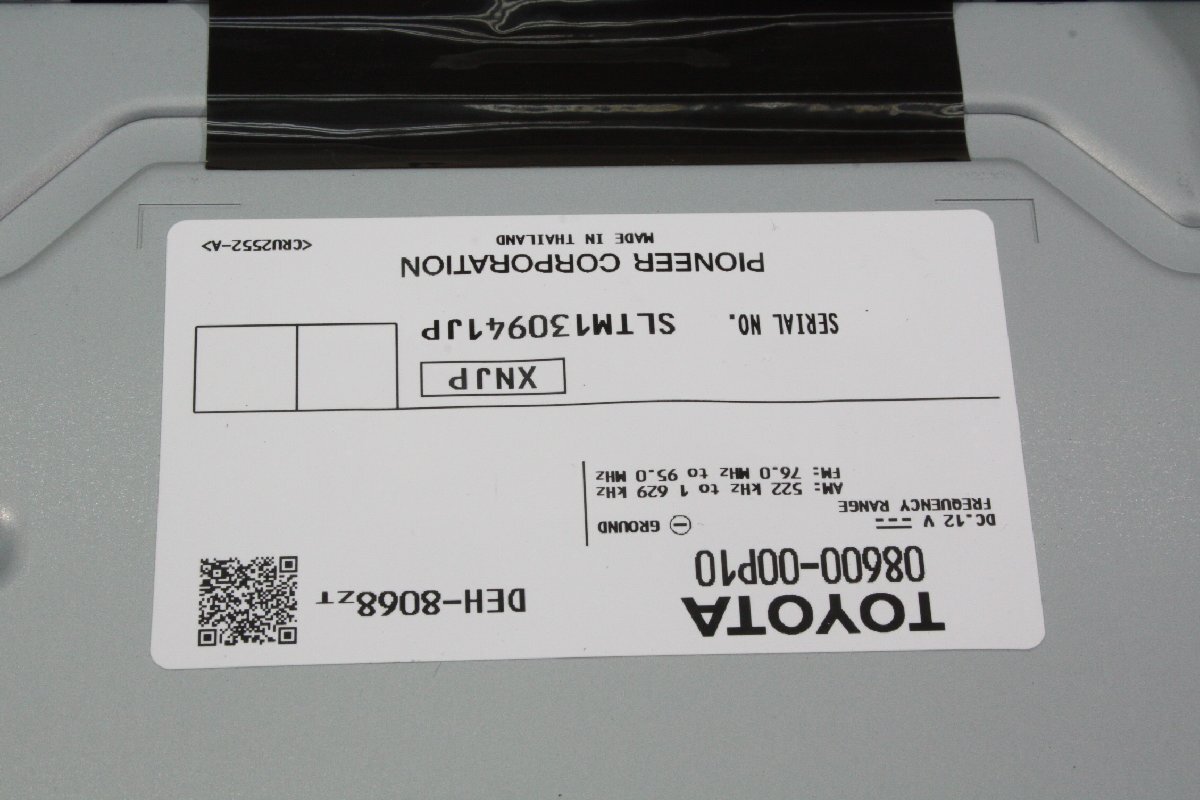 TOYOTA
08600-00P10
DEH-8068ZT
DC.12 V ⎓ ⊖ GROUND
FREQUENCY RANGE
AM: 522 kHz to 1 629 kHz
FM: 76.0 MHz to 95.0 MHz
XNJP
SERIAL NO. SLTM130941JP
PIONEER CORPORATION
MADE IN THAILAND
<CRU2552-A>